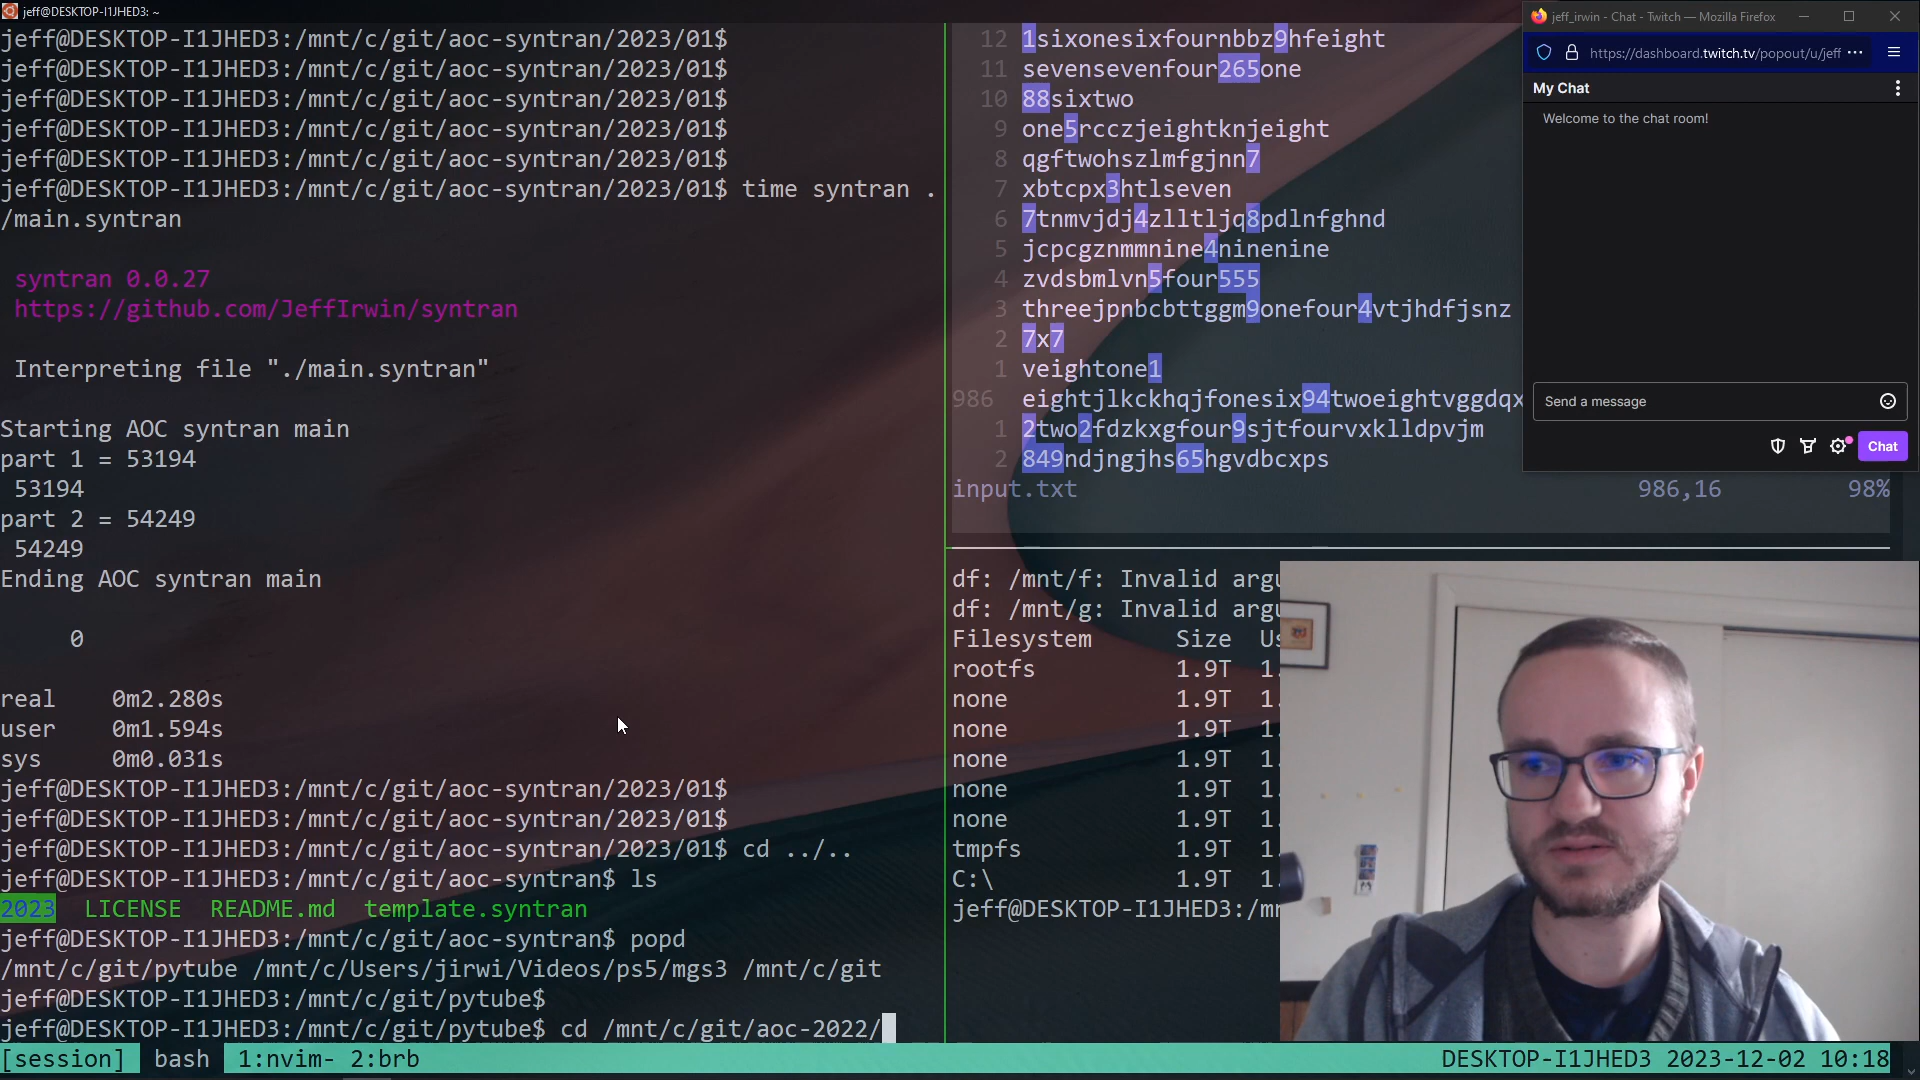 jeff@DESKTOP-I1JHED3: ~
jeff@DESKTOP-I1JHED3:/mnt/c/git/aoc-syntran/2023/01$
jeff@DESKTOP-I1JHED3:/mnt/c/git/aoc-syntran/2023/01$
jeff@DESKTOP-I1JHED3:/mnt/c/git/aoc-syntran/2023/01$
jeff@DESKTOP-I1JHED3:/mnt/c/git/aoc-syntran/2023/01$
jeff@DESKTOP-I1JHED3:/mnt/c/git/aoc-syntran/2023/01$
jeff@DESKTOP-I1JHED3:/mnt/c/git/aoc-syntran/2023/01$ time syntran .
/main.syntran
syntran 0.0.27
https://github.com/JeffIrwin/syntran
Interpreting file "./main.syntran"
Starting AOC syntran main
part 1 = 53194
53194
part 2 = 54249
54249
Ending AOC syntran main
0
real 0m2.280s
user 0m1.594s
sys 0m0.031s
jeff@DESKTOP-I1JHED3:/mnt/c/git/aoc-syntran/2023/01$
jeff@DESKTOP-I1JHED3:/mnt/c/git/aoc-syntran/2023/01$
jeff@DESKTOP-I1JHED3:/mnt/c/git/aoc-syntran/2023/01$ cd ../..
jeff@DESKTOP-I1JHED3:/mnt/c/git/aoc-syntran$ ls
2023 LICENSE README.md template.syntran
jeff@DESKTOP-I1JHED3:/mnt/c/git/aoc-syntran$ popd
/mnt/c/git/pytube /mnt/c/Users/jirwi/Videos/ps5/mgs3 /mnt/c/git
jeff@DESKTOP-I1JHED3:/mnt/c/git/pytube$
jeff@DESKTOP-I1JHED3:/mnt/c/git/pytube$ cd /mnt/c/git/aoc-2022/
12 1sixonesixfournbbz9hfeight
11 sevensevenfour265one
10 88sixtwo
9 one5rcczjeightknjeight
8 qgftwohszlmfgjnn7
7 xbtcpx3htlseven
6 7tnmvjdj4zlltljq8pdlnfghnd
5 jcpcgznmmnine4ninenine
4 zvdsbmlvn5four555
3 threejpnbcbttggm9onefour4vtjhdfjsnz
2 7x7
1 veightone1
986 eightjlkckhqjfonesix94twoeightvggdqx
1 2two2fdzkxgfour9sjtfourvxklldpvjm
2 849ndjngjhs65hgvdbcxps
input.txt 986,16 98%
df: /mnt/f: Invalid argu
df: /mnt/g: Invalid argu
Filesystem Size Us
rootfs 1.9T 1.
none 1.9T 1.
none 1.9T 1.
none 1.9T 1.
none 1.9T 1.
none 1.9T 1.
tmpfs 1.9T 1.
C:\ 1.9T 1.
jeff@DESKTOP-I1JHED3:/mn
jeff_irwin - Chat - Twitch — Mozilla Firefox
https://dashboard.twitch.tv/popout/u/jeff
My Chat
Welcome to the chat room!
Send a message
Chat
[session] bash 1:nvim- 2:brb DESKTOP-I1JHED3 2023-12-02 10:18